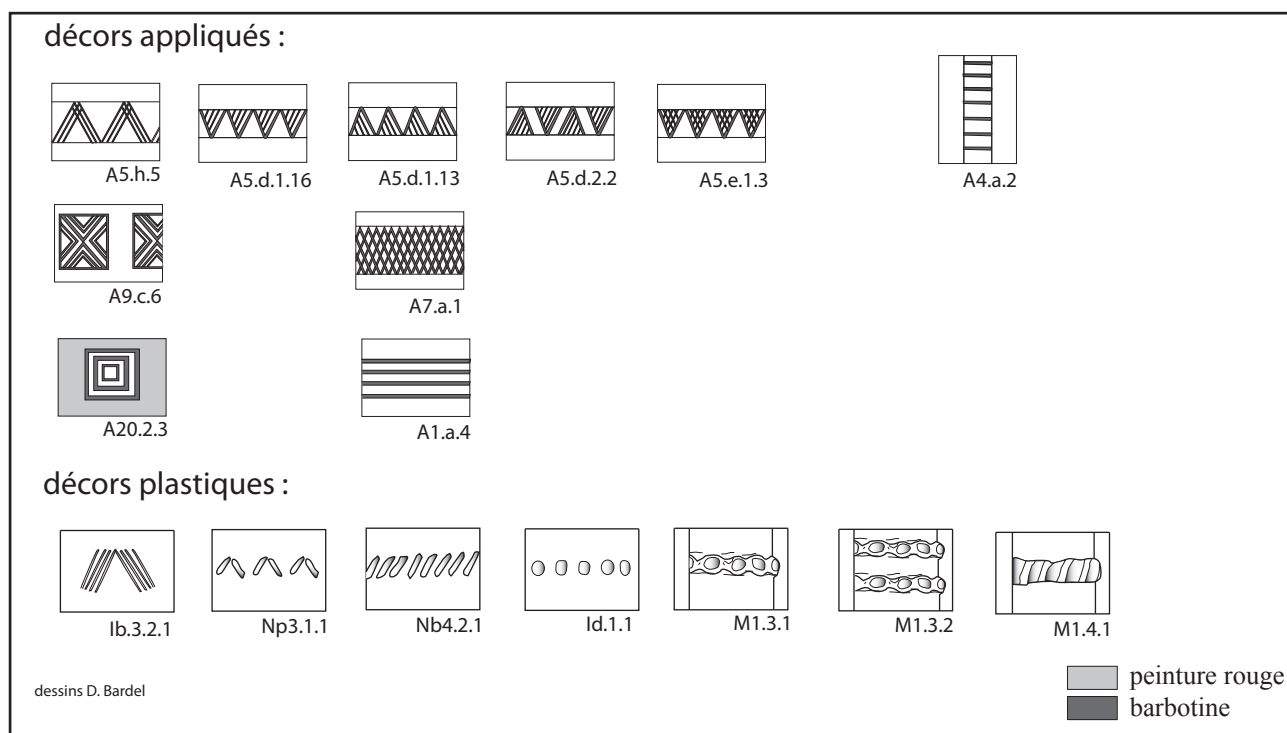 décors appliqués :
A5.h.5 A5.d.1.16 A5.d.1.13 A5.d.2.2 A5.e.1.3 A4.a.2
A9.c.6 A7.a.1
A20.2.3 A1.a.4
décors plastiques :
Ib.3.2.1 Np3.1.1 Nb4.2.1 Id.1.1 M1.3.1 M1.3.2 M1.4.1
dessins D. Bardel
peinture rouge
barbotine